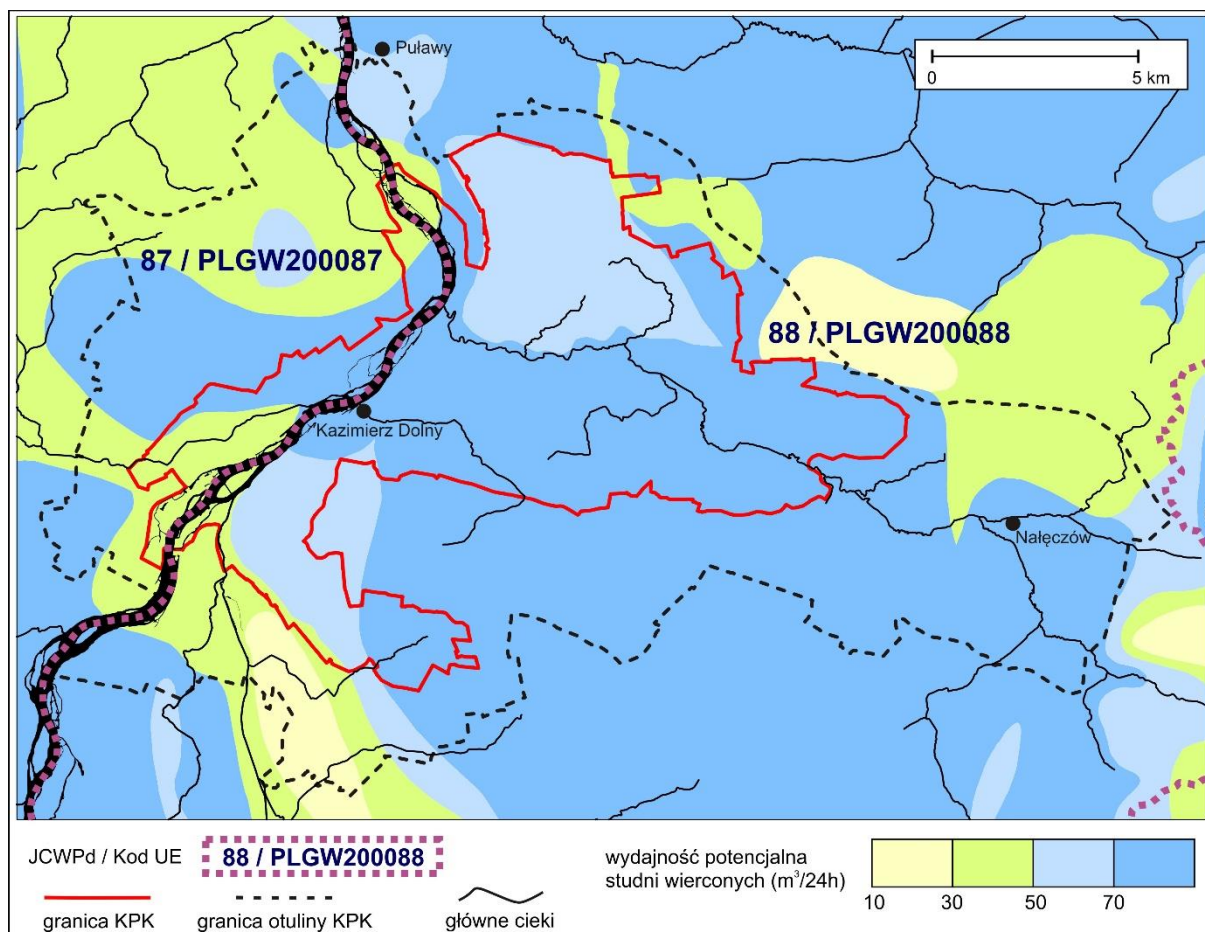 Puławy
0 5 km
87 / PLGW200087
88 / PLGW200088
Kazimierz Dolny
Nałęczów
JCWPd / Kod UE
88 / PLGW200088
granica KPK
granica otuliny KPK
główne cieki
wydajność potencjalna
studni wierconych (m³/24h)
10 30 50 70